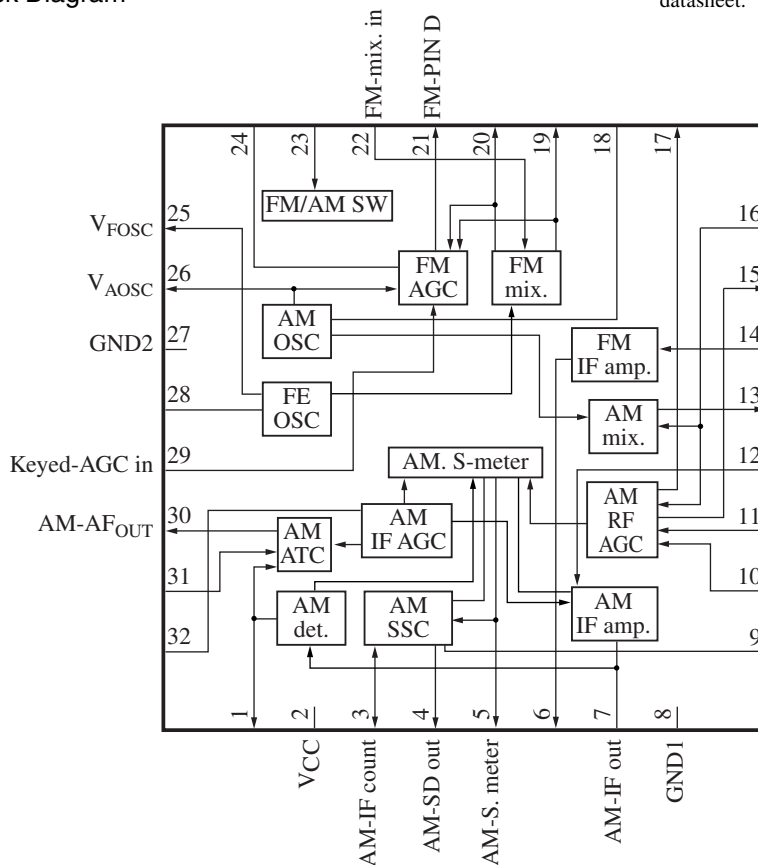 datasheet.
FM-mix. in
FM-PIN D
24
23
22
21
20
19
18
17
FM/AM SW
VFOSC
25
16
VAOSC
26
15
FM
AGC
FM
mix.
GND2
27
14
AM
OSC
FM
IF amp.
28
13
FE
OSC
AM
mix.
Keyed-AGC in
29
12
AM. S-meter
AM-AFOUT
30
11
AM
ATC
AM
IF AGC
AM
RF
AGC
31
10
32
9
AM
det.
AM
SSC
AM
IF amp.
1
2
3
4
5
6
7
8
VCC
AM-IF count
AM-SD out
AM-S. meter
AM-IF out
GND1